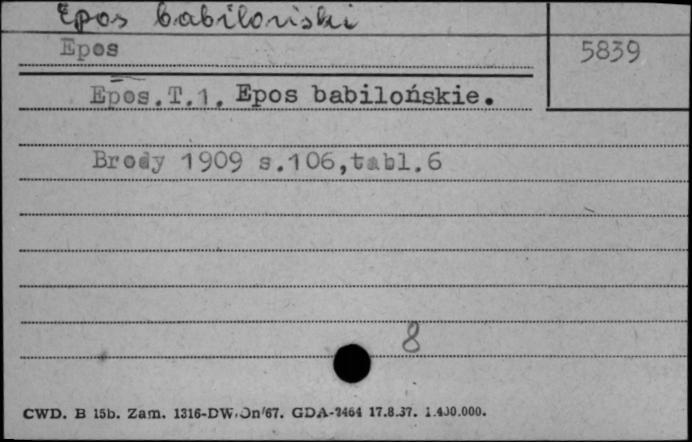 Epos babiloński
Epos
5839
Epos.T.1. Epos babilońskie.
Brody 1909 s.106,tabl.6
8
CWD. B 15b. Zam. 1316-DW/On/67. GDA-2464 17.8.37. 1.400.000.